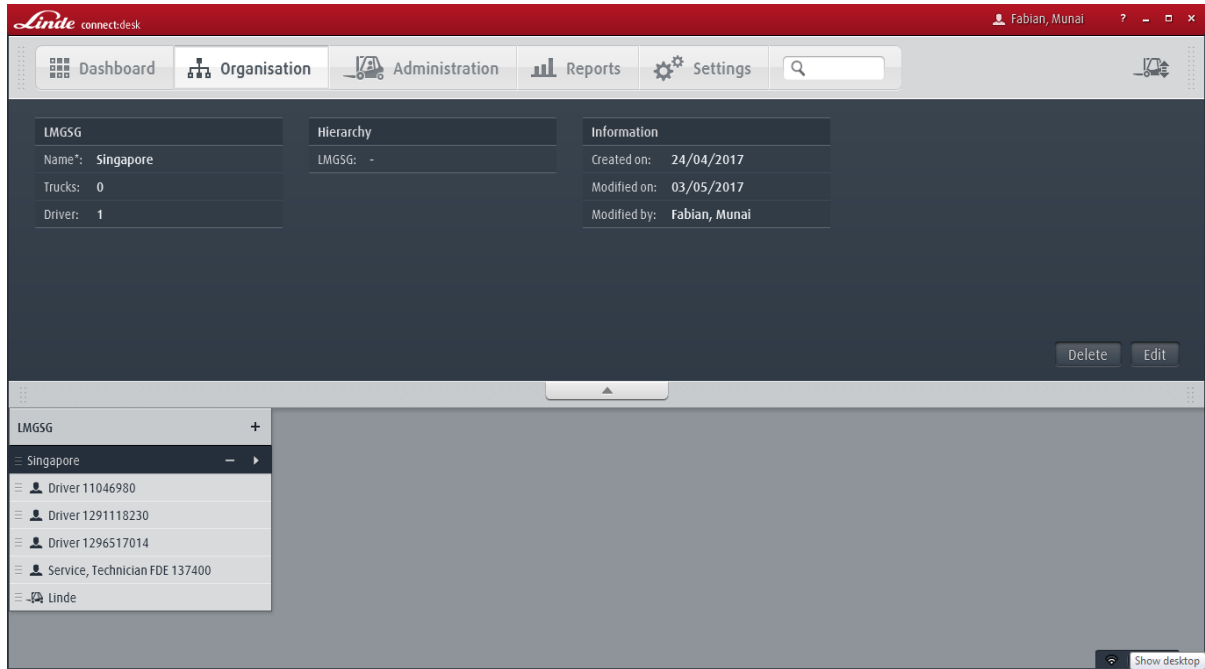 Linde connect:desk
Fabian, Munai ?
Dashboard Organisation Administration Reports Settings
LMGSG Hierarchy Information
Name*: Singapore LMGSG: - Created on: 24/04/2017
Trucks: 0 Modified on: 03/05/2017
Driver: 1 Modified by: Fabian, Munai
Delete Edit
LMGSG +
Singapore –
Driver 11046980
Driver 1291118230
Driver 1296517014
Service, Technician FDE 137400
Linde
Show desktop